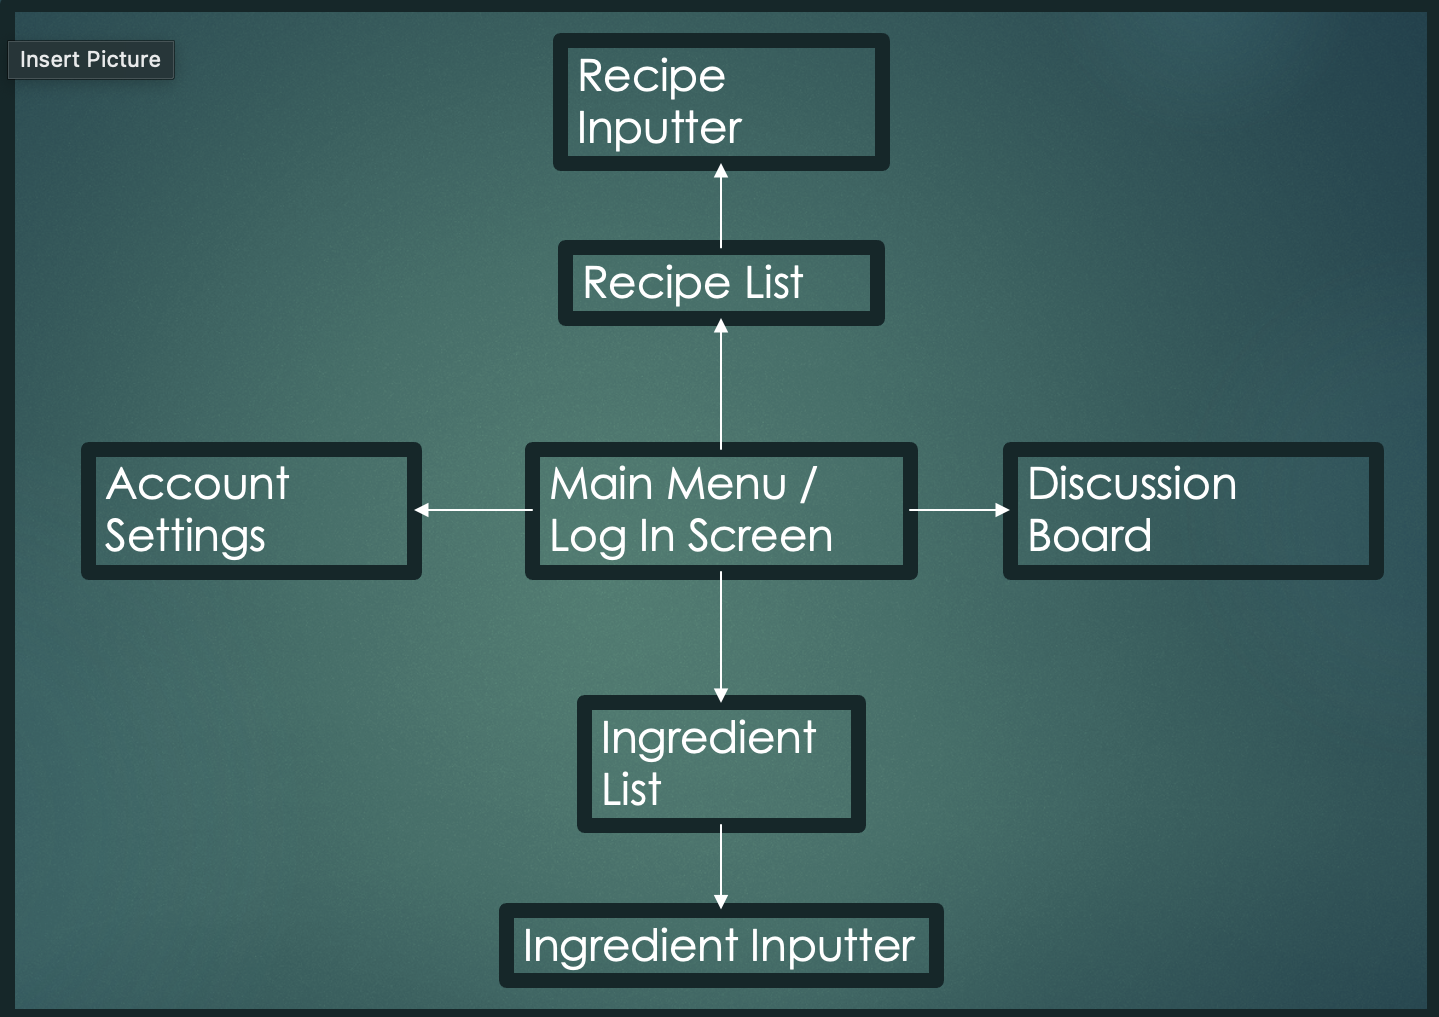 Insert Picture
Recipe
Inputter
Recipe List
Account
Settings
Main Menu /
Log In Screen
Discussion
Board
Ingredient
List
Ingredient Inputter